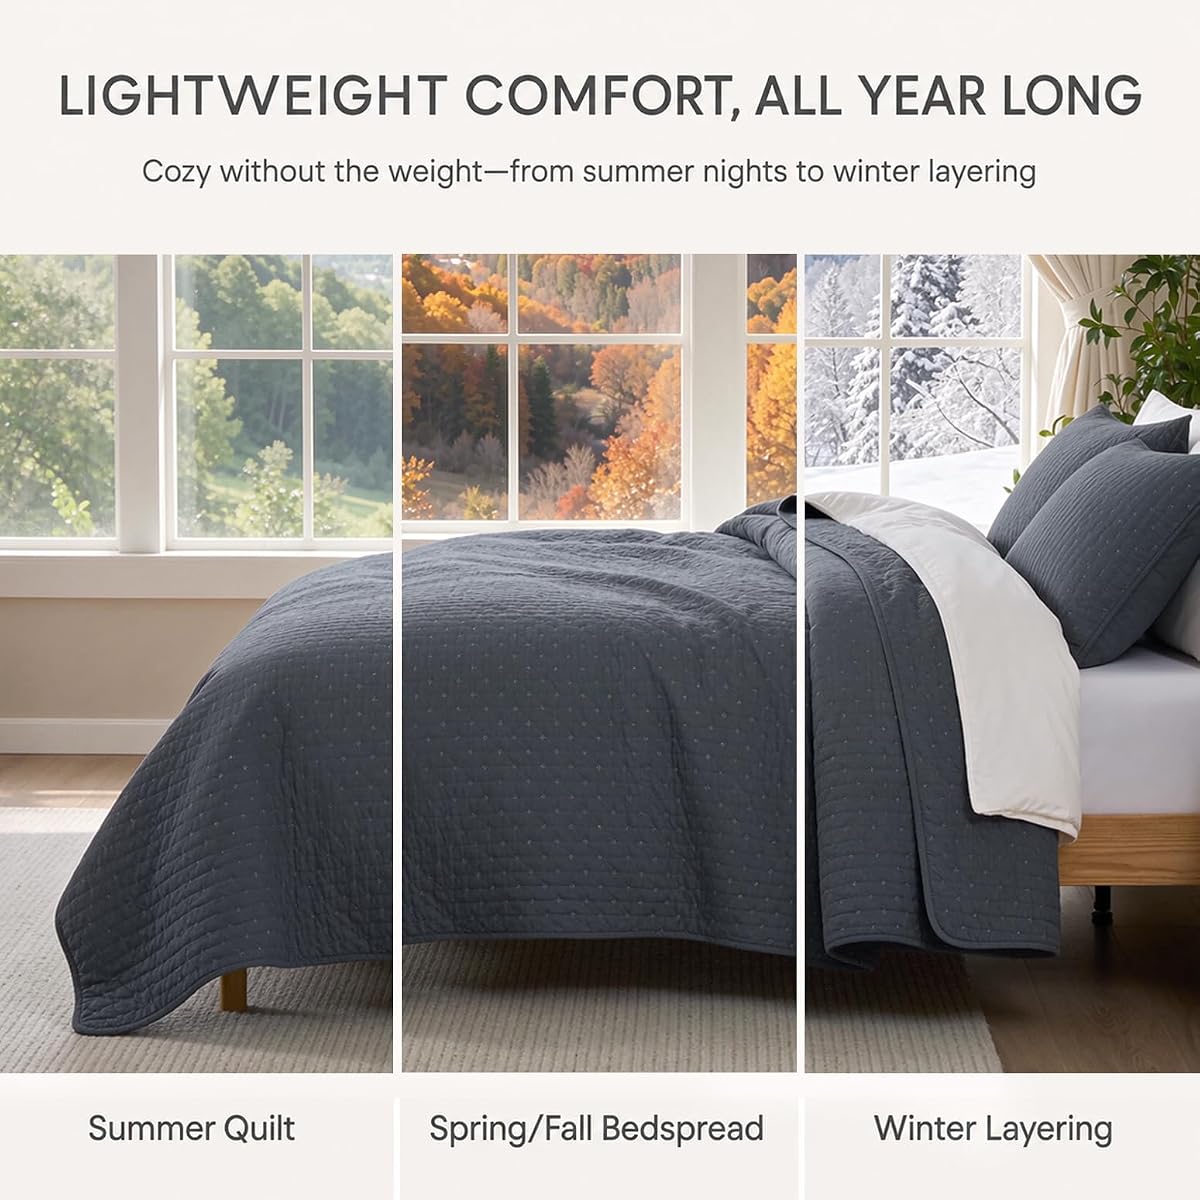 LIGHTWEIGHT COMFORT, ALL YEAR LONG
Cozy without the weight—from summer nights to winter layering
Summer Quilt
Spring/Fall Bedspread
Winter Layering